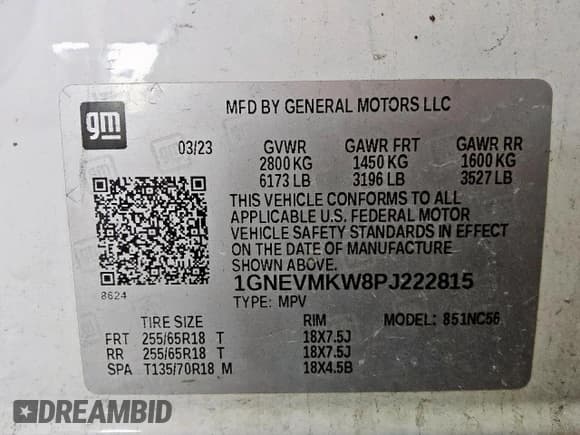 gm
MFD BY GENERAL MOTORS LLC
03/23 GVWR GAWR FRT GAWR RR
2800 KG 1450 KG 1600 KG
6173 LB 3196 LB 3527 LB
THIS VEHICLE CONFORMS TO ALL
APPLICABLE U.S. FEDERAL MOTOR
VEHICLE SAFETY STANDARDS IN EFFECT
ON THE DATE OF MANUFACTURE
SHOWN ABOVE.
8624 1GNEVMKW8PJ222815
TYPE: MPV
TIRE SIZE RIM MODEL: 851NC56
FRT 255/65R18 T 18X7.5J
RR 255/65R18 T 18X7.5J
SPA T135/70R18 M 18X4.5B
DREAMBID